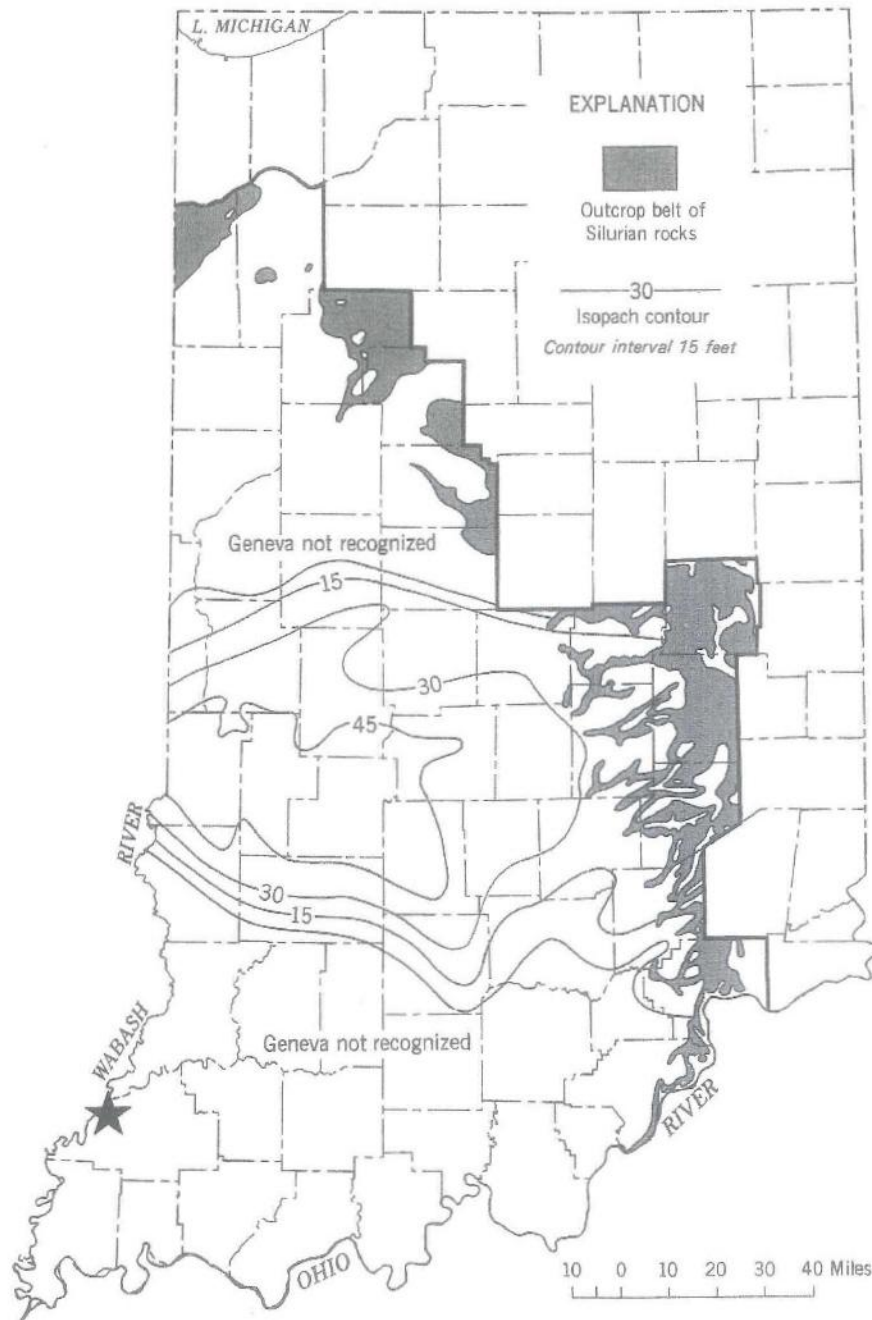 L. MICHIGAN
EXPLANATION
Outcrop belt of
Silurian rocks
30
Isopach contour
Contour interval 15 feet
Geneva not recognized
15
30
45
RIVER
30
15
WABASH
Geneva not recognized
RIVER
OHIO
10 0 10 20 30 40 Miles